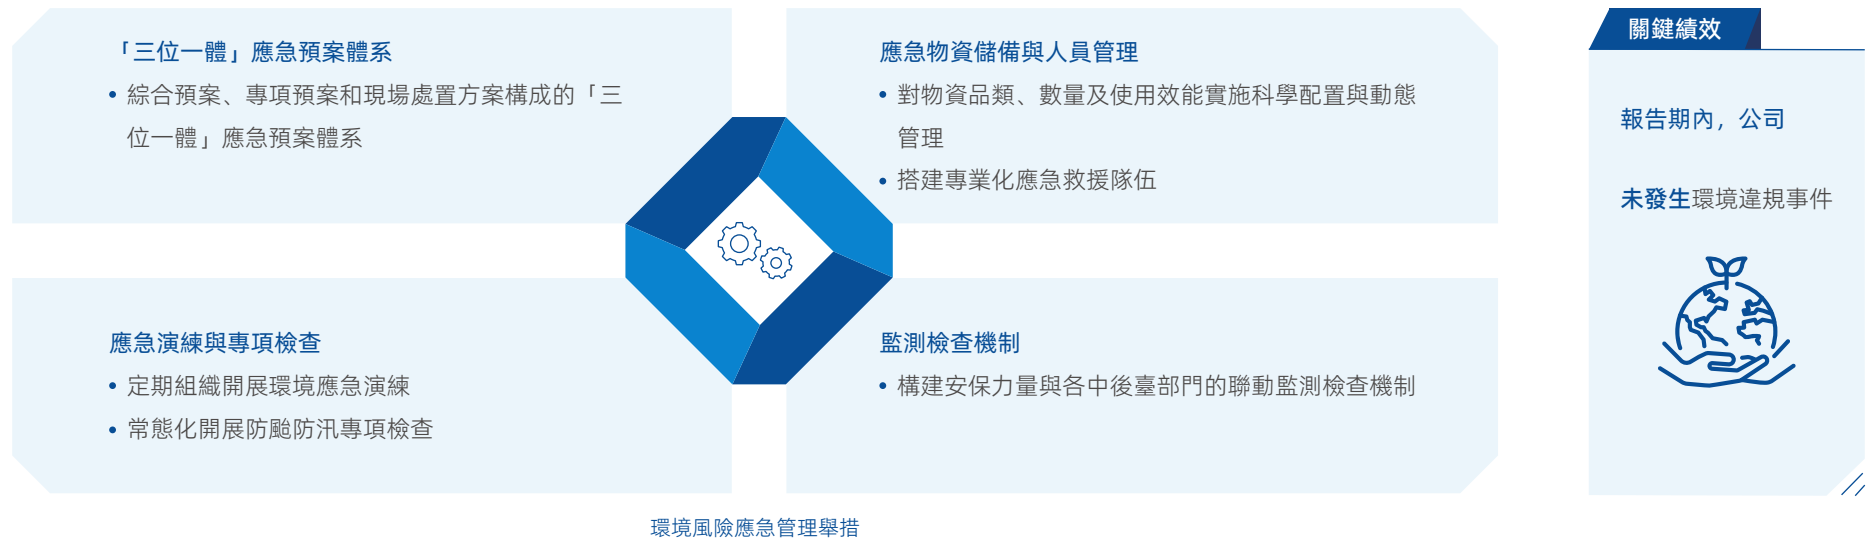 「三位一體」應急預案體系
• 綜合預案、專項預案和現場處置方案構成的「三
位一體」應急預案體系
應急物資儲備與人員管理
• 對物資品類、數量及使用效能實施科學配置與動態
管理
• 搭建專業化應急救援隊伍
應急演練與專項檢查
• 定期組織開展環境應急演練
• 常態化開展防颱防汛專項檢查
監測檢查機制
• 構建安保力量與各中後臺部門的聯動監測檢查機制
環境風險應急管理舉措
關鍵績效
報告期內，公司
未發生環境違規事件